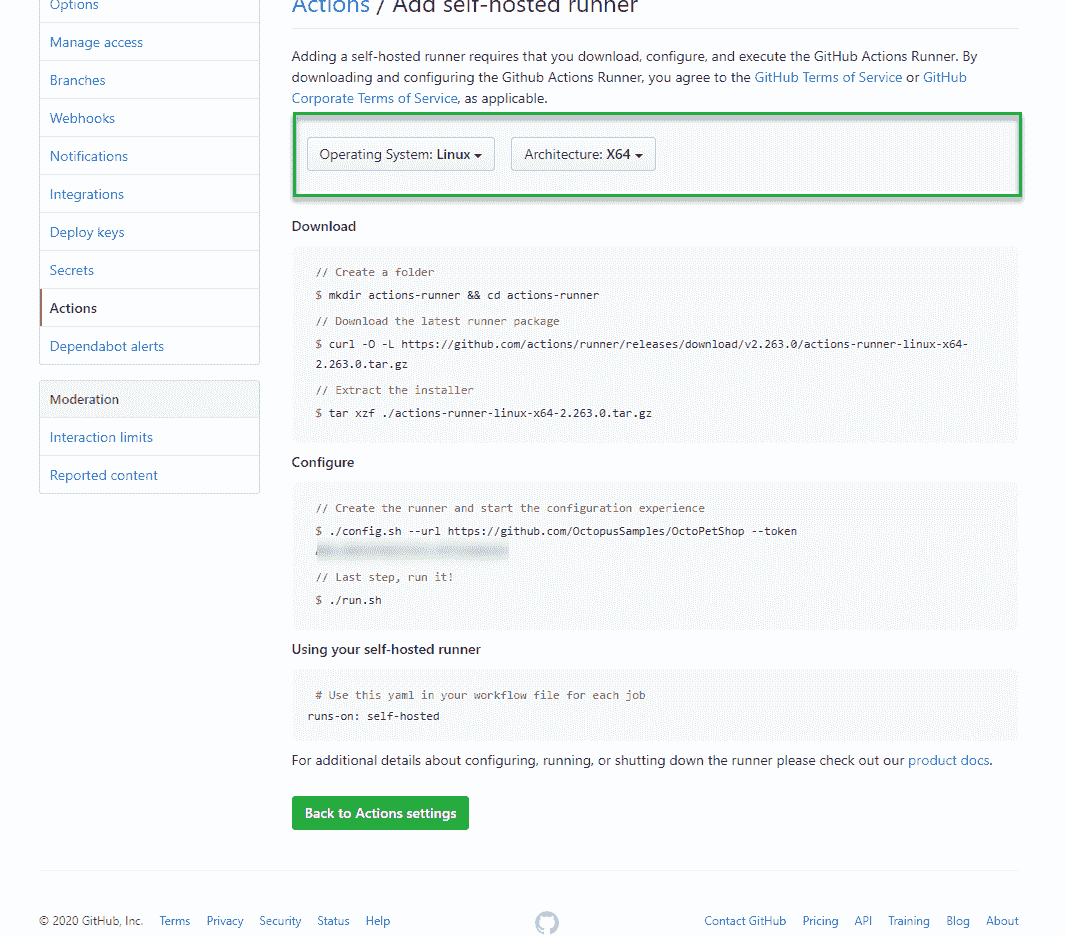 Options
Manage access
Branches
Webhooks
Notifications
Integrations
Deploy keys
Secrets
Actions
Dependabot alerts
Moderation
Interaction limits
Reported content
Actions / Add self-hosted runner
Adding a self-hosted runner requires that you download, configure, and execute the GitHub Actions Runner. By
downloading and configuring the Github Actions Runner, you agree to the GitHub Terms of Service or GitHub
Corporate Terms of Service, as applicable.
Operating System: Linux
Architecture: X64
Download
// Create a folder
$ mkdir actions-runner && cd actions-runner
// Download the latest runner package
$ curl -O -L https://github.com/actions/runner/releases/download/v2.263.0/actions-runner-linux-x64-
2.263.0.tar.gz
// Extract the installer
$ tar xzf ./actions-runner-linux-x64-2.263.0.tar.gz
Configure
// Create the runner and start the configuration experience
$ ./config.sh --url https://github.com/OctopusSamples/OctoPetShop --token
// Last step, run it!
$ ./run.sh
Using your self-hosted runner
# Use this yaml in your workflow file for each job
runs-on: self-hosted
For additional details about configuring, running, or shutting down the runner please check out our product docs.
Back to Actions settings
© 2020 GitHub, Inc. Terms Privacy Security Status Help Contact GitHub Pricing API Training Blog About